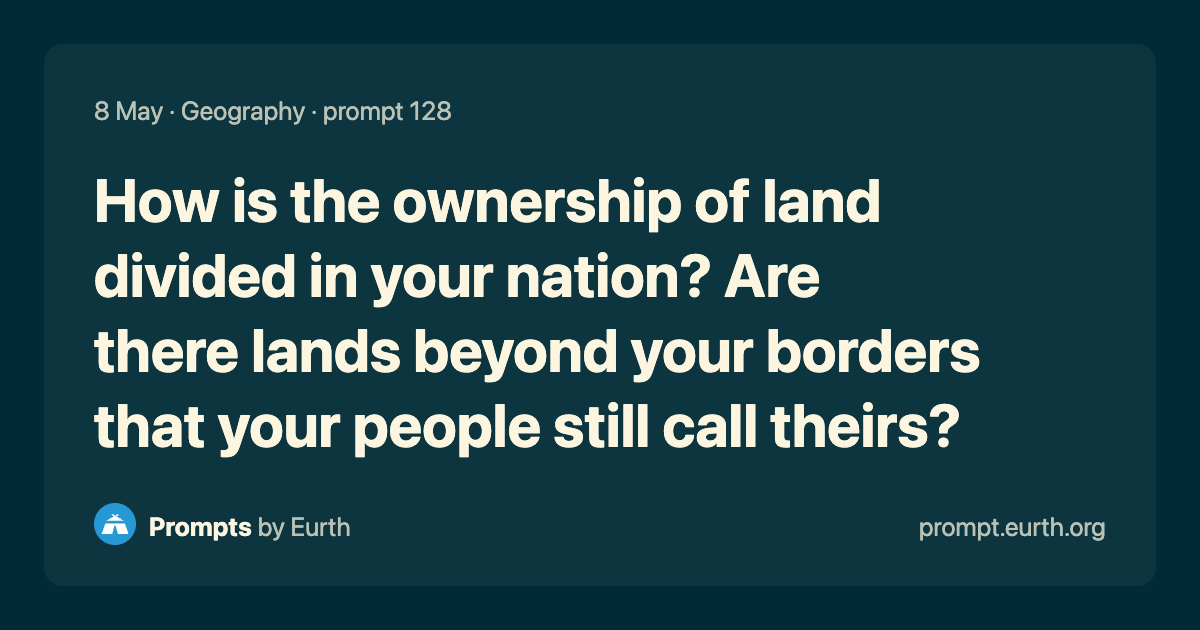 8 May · Geography · prompt 128
How is the ownership of land
divided in your nation? Are
there lands beyond your borders
that your people still call theirs?
Prompts by Eurth
prompt.eurth.org